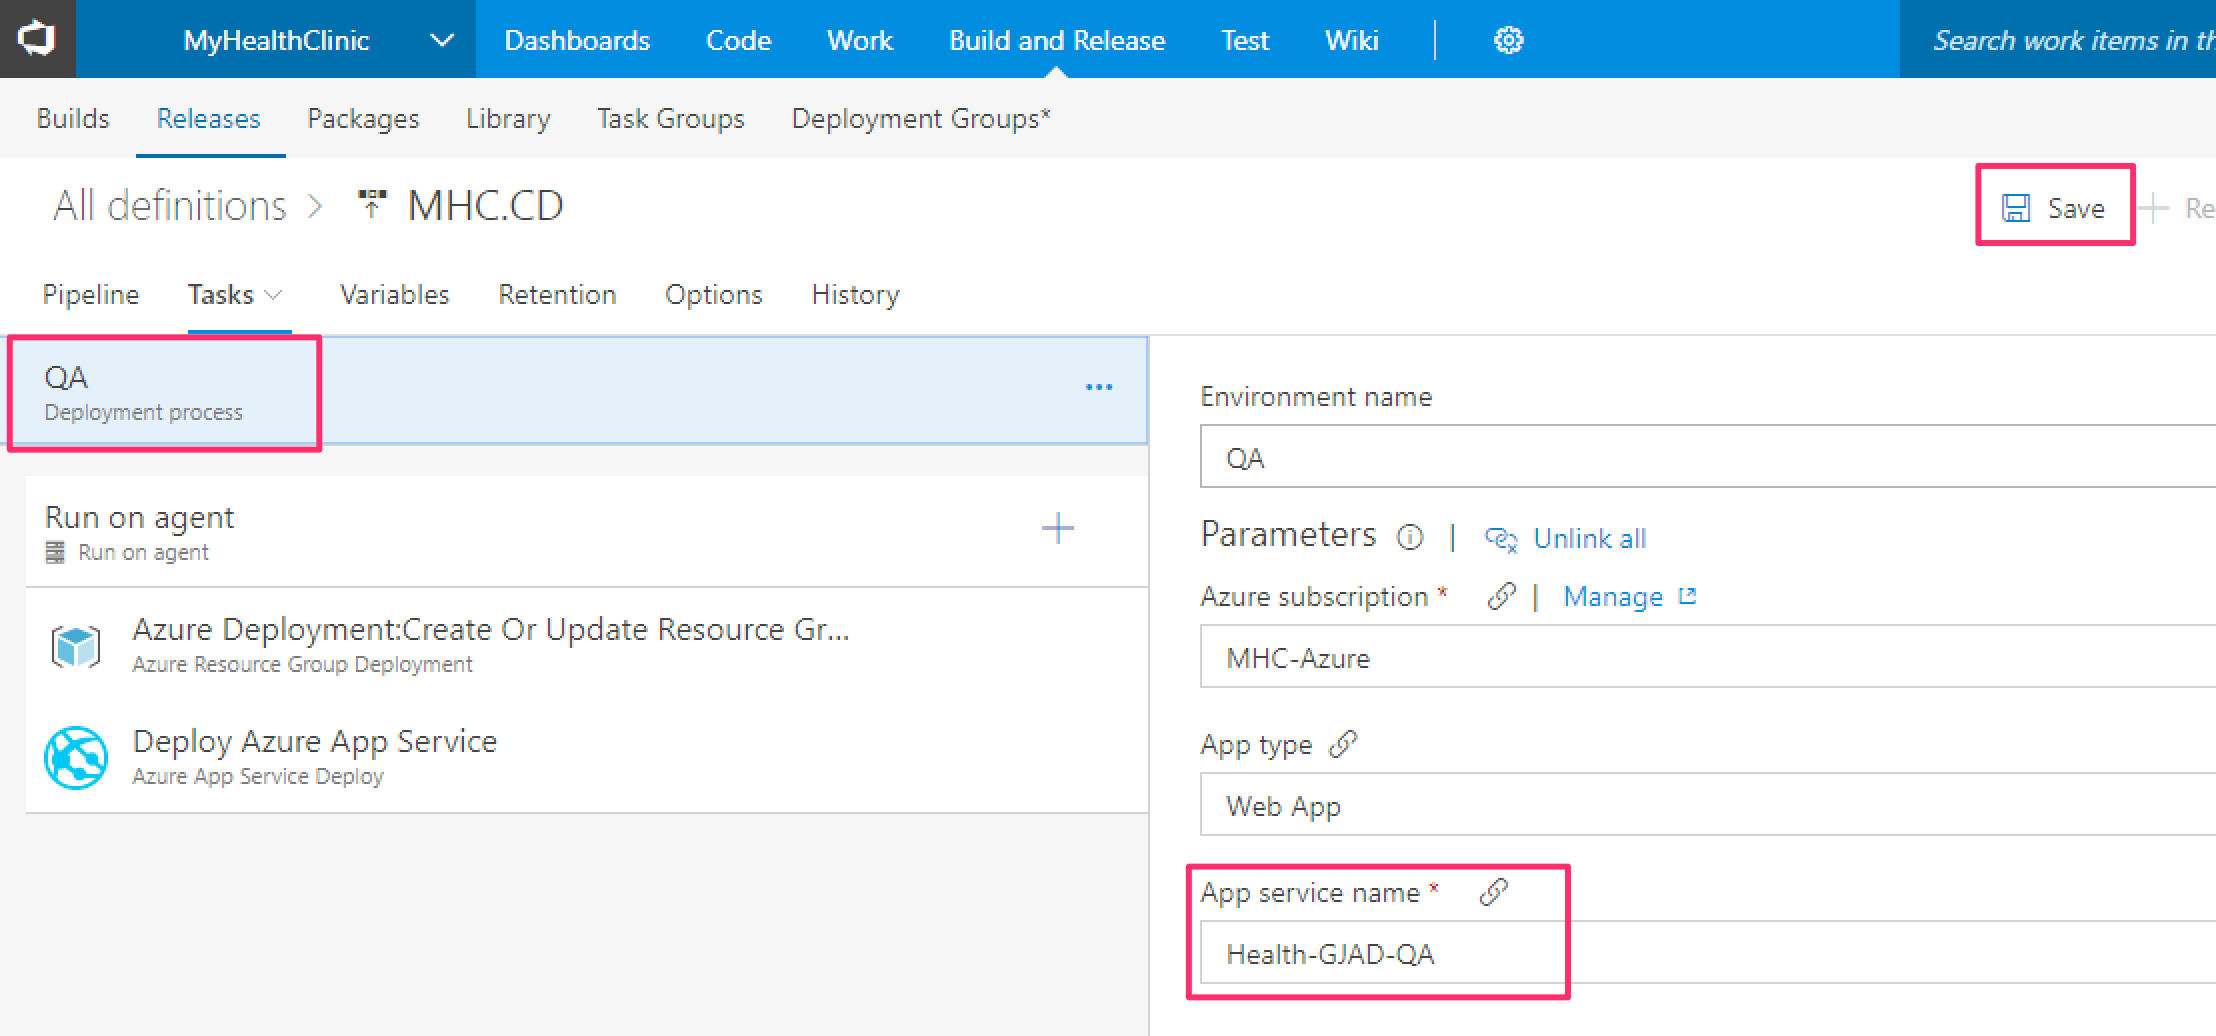 MyHealthClinic Dashboards Code Work Build and Release Test Wiki Search work items in th
Builds Releases Packages Library Task Groups Deployment Groups*
All definitions > MHC.CD Save + Re
Pipeline Tasks Variables Retention Options History
QA
Deployment process
...
Run on agent
Run on agent
Azure Deployment:Create Or Update Resource Gr...
Azure Resource Group Deployment
Deploy Azure App Service
Azure App Service Deploy
Environment name
QA
Parameters | Unlink all
Azure subscription * | Manage
MHC-Azure
App type
Web App
App service name *
Health-GJAD-QA